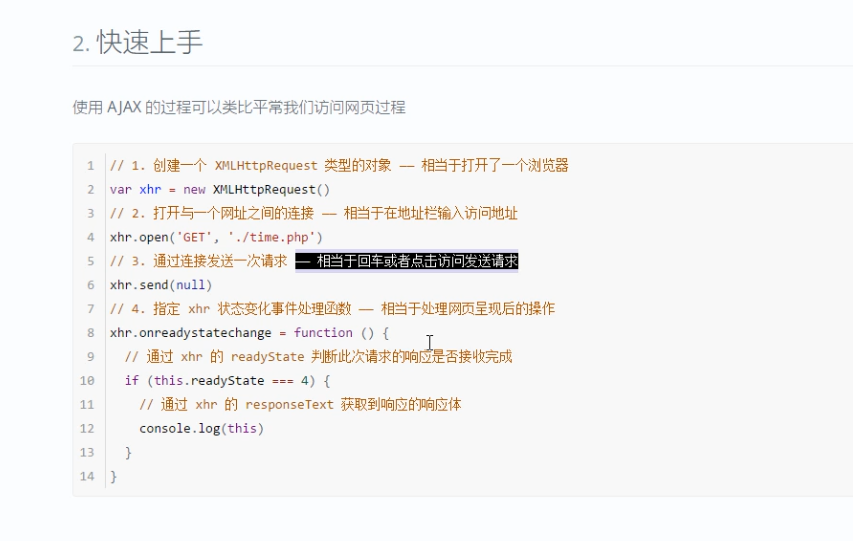 2. 快速上手
使用 AJAX 的过程可以类比平常我们访问网页过程
1 // 1. 创建一个 XMLHttpRequest 类型的对象 —— 相当于打开了一个浏览器
2 var xhr = new XMLHttpRequest()
3 // 2. 打开与一个网址之间的连接 —— 相当于在地址栏输入访问地址
4 xhr.open('GET', './time.php')
5 // 3. 通过连接发送一次请求 —— 相当于回车或者点击访问发送请求
6 xhr.send(null)
7 // 4. 指定 xhr 状态变化事件处理函数 —— 相当于处理网页呈现后的操作
8 xhr.onreadystatechange = function () {
9 // 通过 xhr 的 readyState 判断此次请求的响应是否接收完成
10 if (this.readyState === 4) {
11 // 通过 xhr 的 responseText 获取到响应的响应体
12 console.log(this)
13 }
14 }